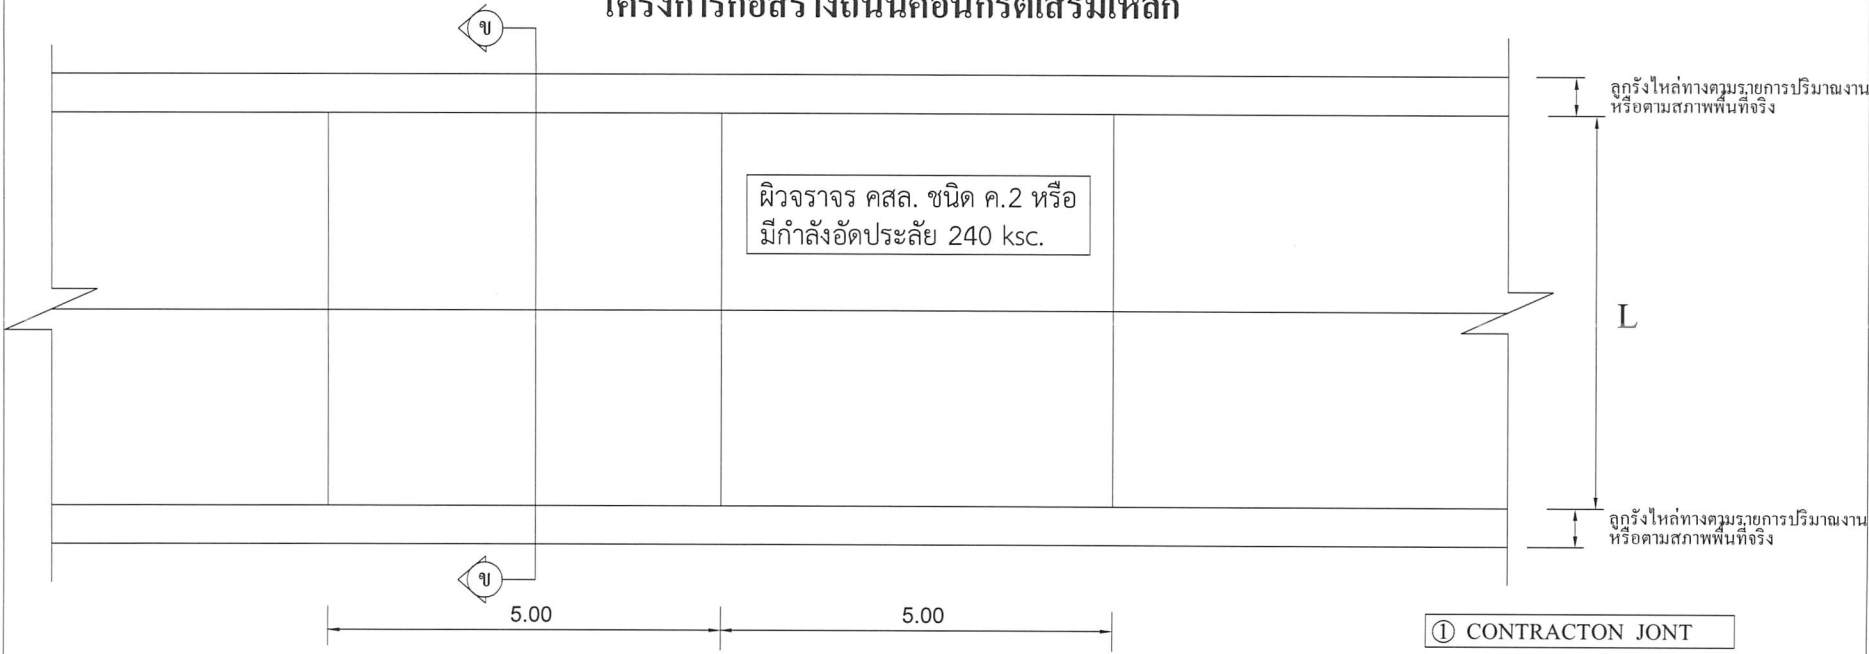 โครงการก่อสร้างถนนคอนกรีตเสริมเหล็ก
ข
ลูกรังไหล่ทางตามรายการปริมาณงาน
หรือตามสภาพพื้นที่จริง
ผิวจราจร คสล. ชนิด ค.2 หรือ
มีกำลังอัดประลัย 240 ksc.
L
ลูกรังไหล่ทางตามรายการปริมาณงาน
หรือตามสภาพพื้นที่จริง
ข
5.00
5.00
① CONTRACTON JONT